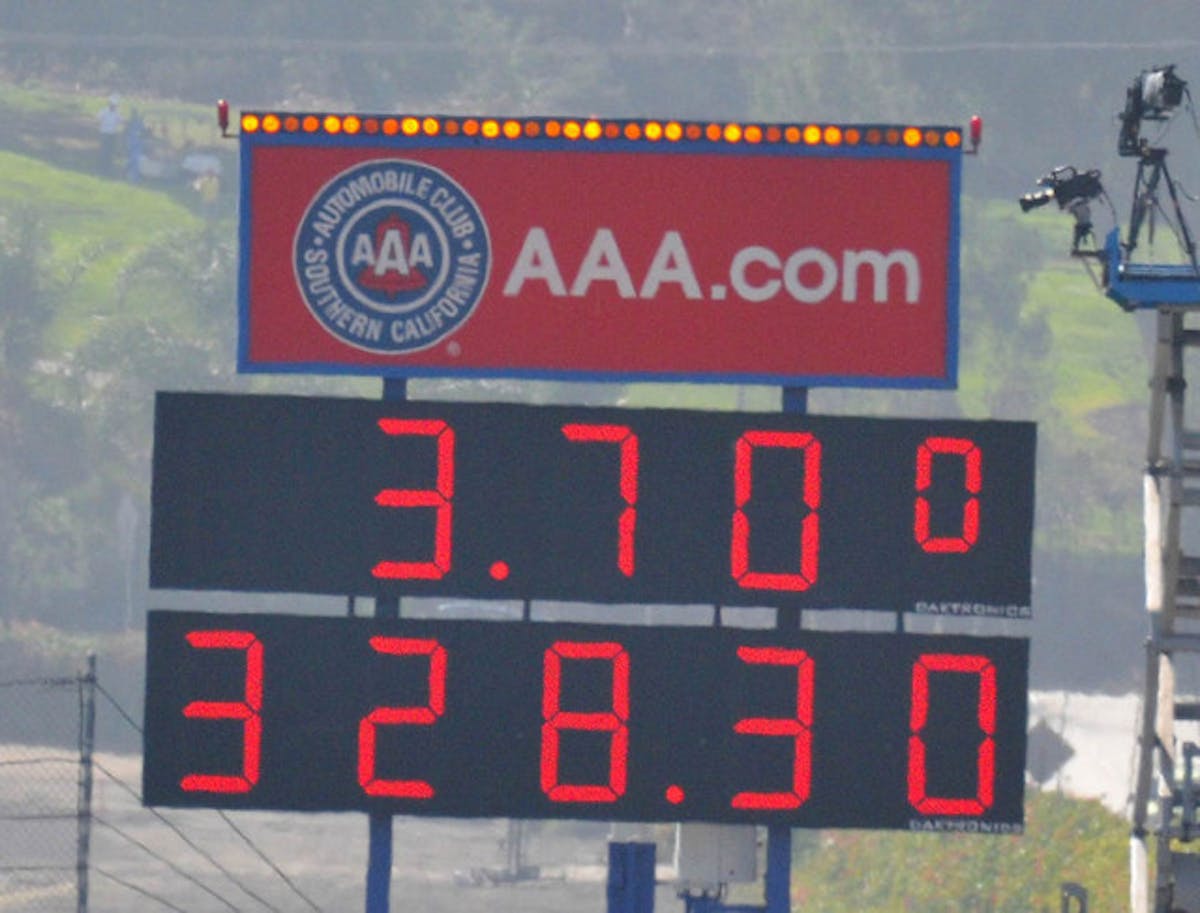 AUTOMOBILE CLUB
AAA
SOUTHERN CALIFORNIA
®
AAA.com
3.700
DAKTRONICS
328.30
DAKTRONICS